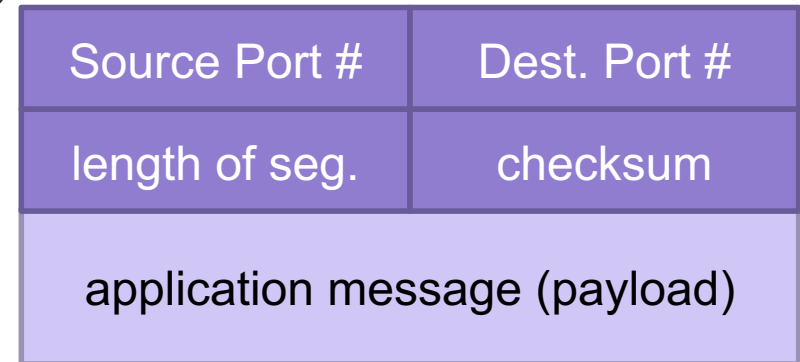 Source Port # Dest. Port #
length of seg. checksum
application message (payload)